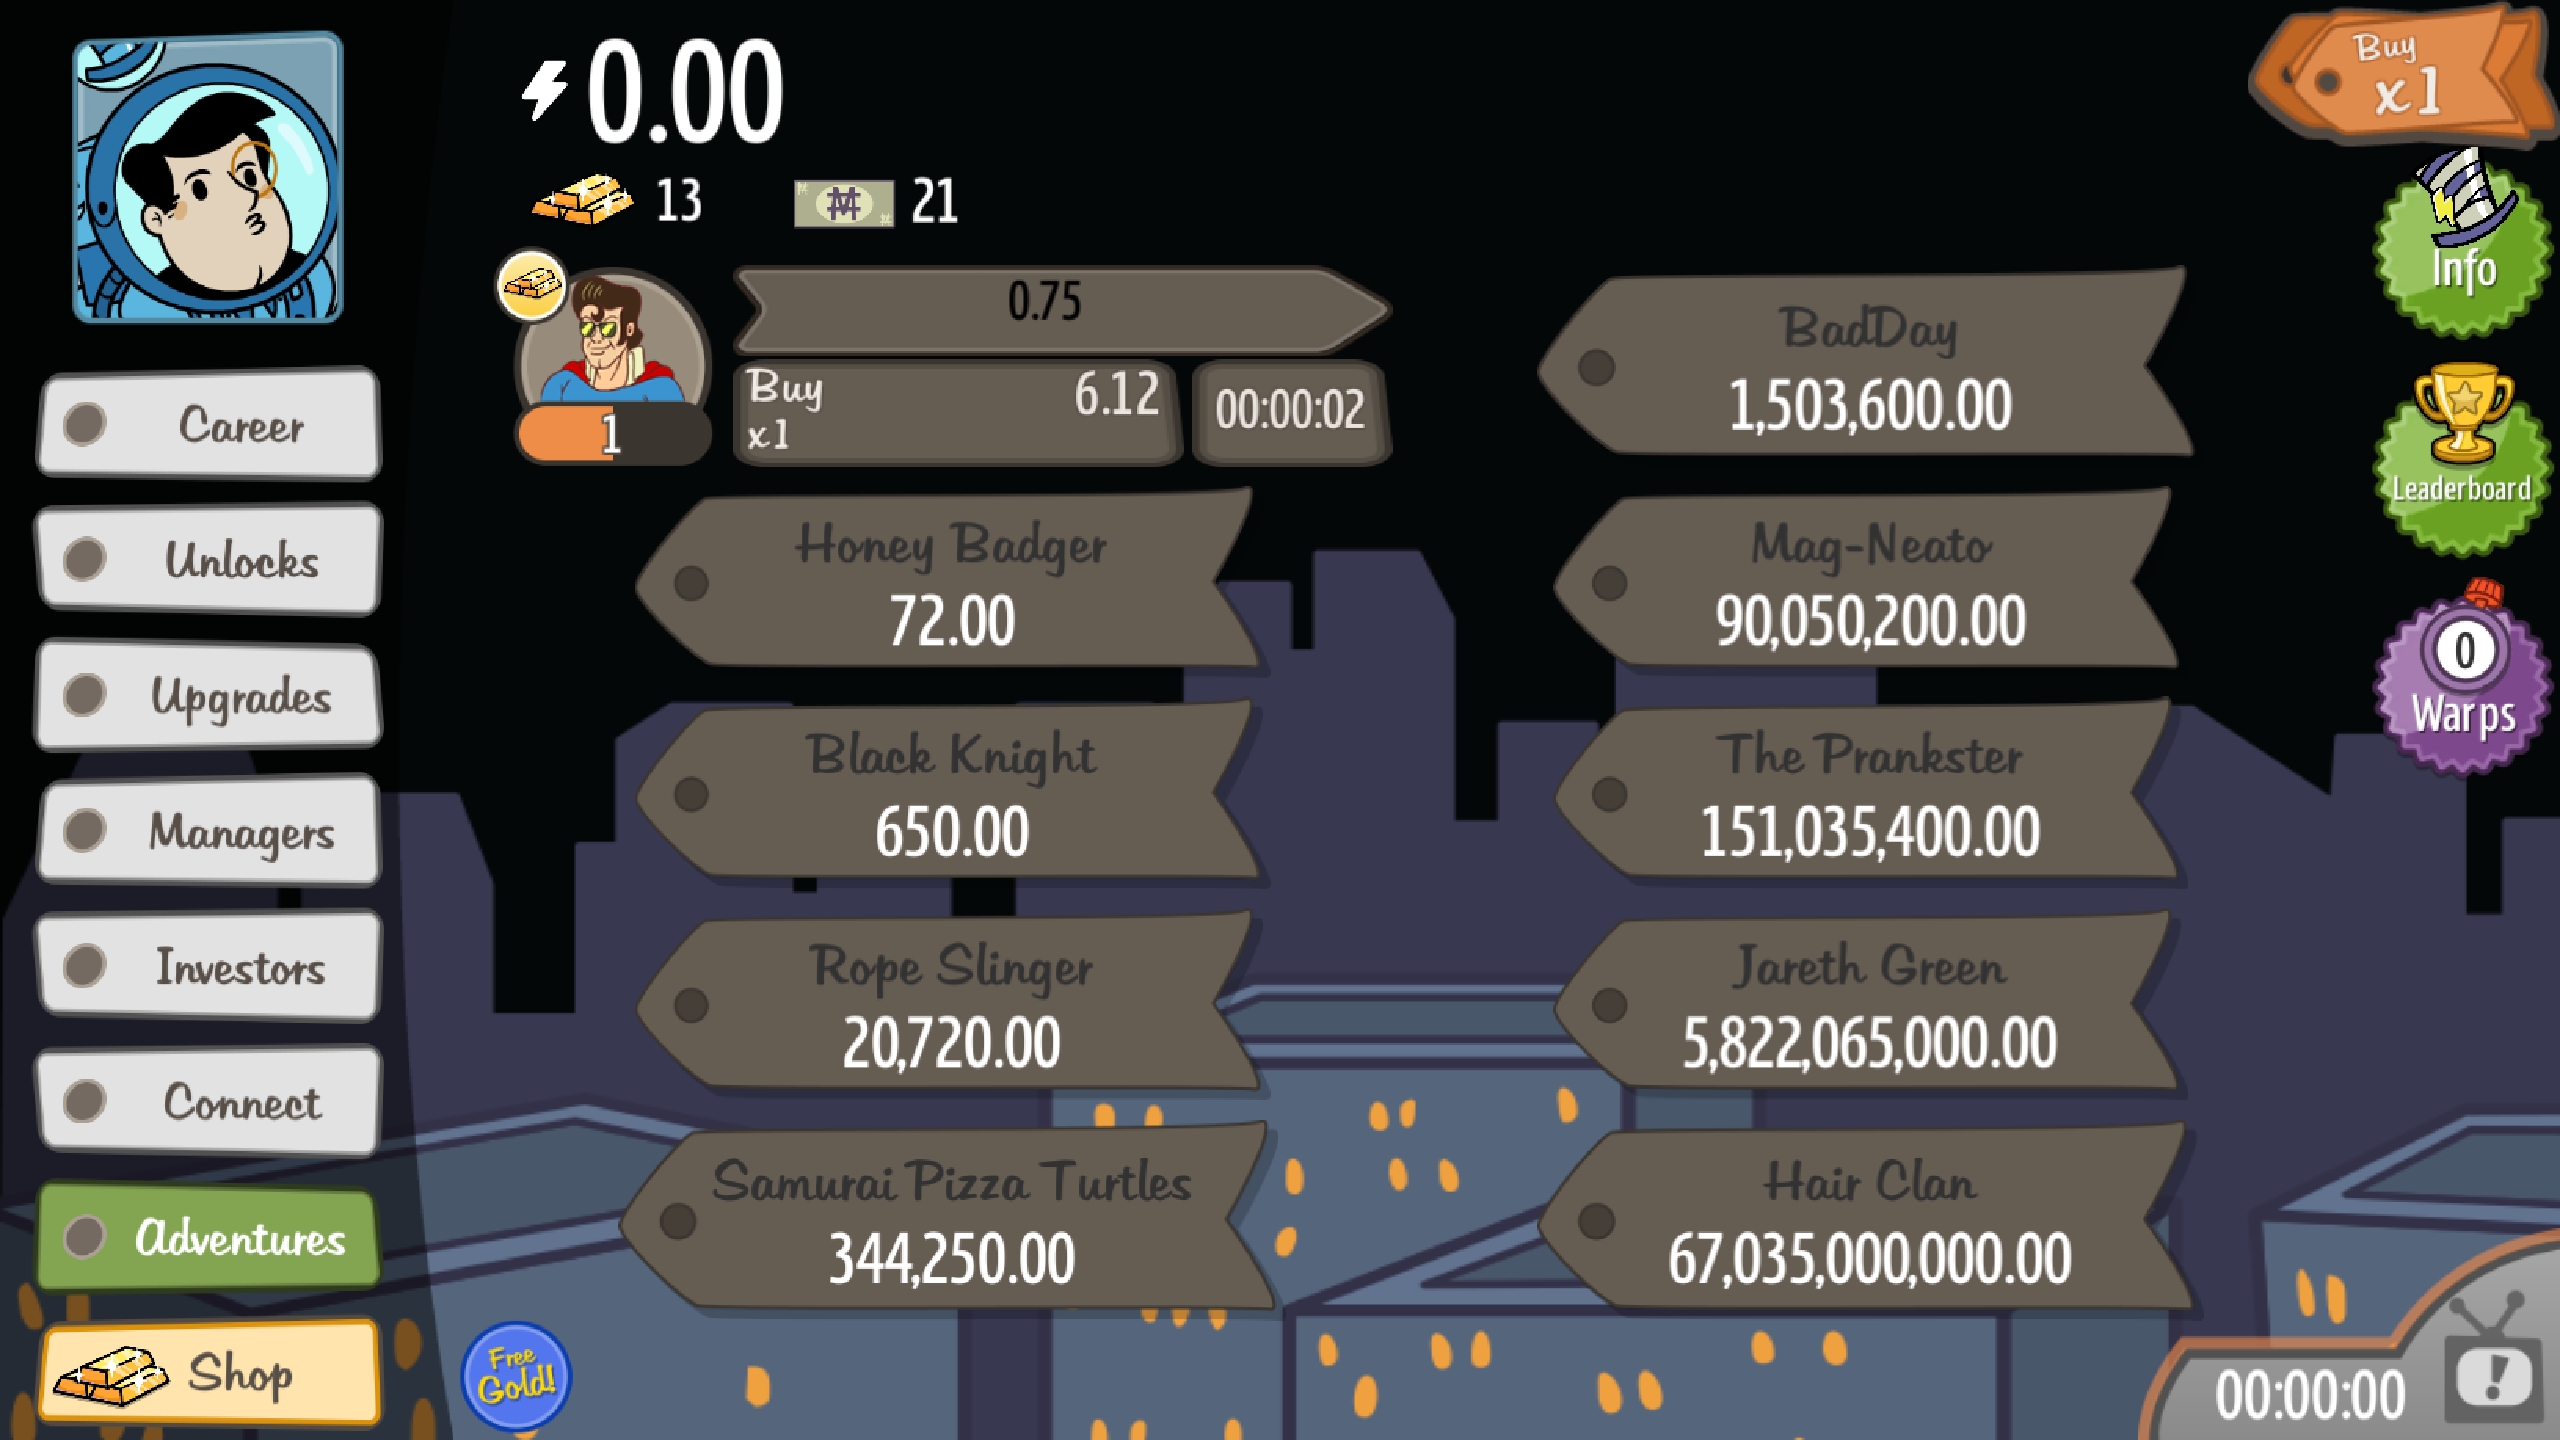 0.00
13
21
Buy
x1
Info
Leaderboard
0
Warps
Career
Unlocks
Upgrades
Managers
Investors
Connect
Adventures
Shop
1
0.75
Buy
x1
6.12
00:00:02
Honey Badger
72.00
Black Knight
650.00
Rope Slinger
20,720.00
Samurai Pizza Turtles
344,250.00
BadDay
1,503,600.00
Mag-Neato
90,050,200.00
The Prankster
151,035,400.00
Jareth Green
5,822,065,000.00
Hair Clan
67,035,000,000.00
Free
Gold!
00:00:00
!